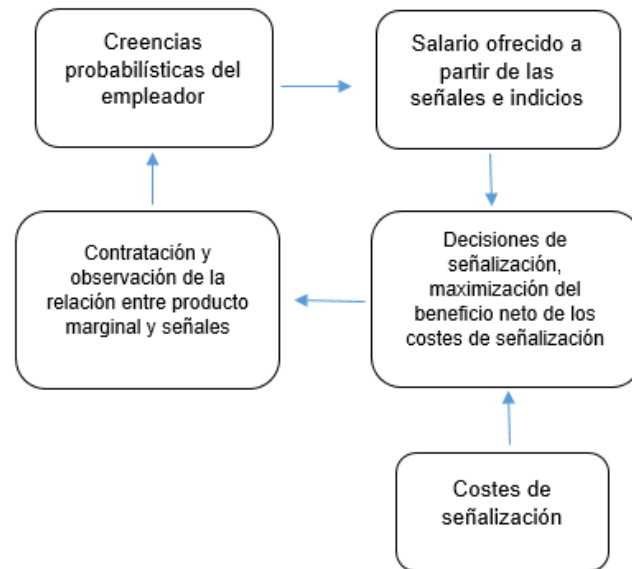 Creencias
probabilísticas del
empleador
Salario ofrecido a
partir de las
señales e indicios
Contratación y
observación de la
relación entre producto
marginal y señales
Decisiones de
señalización,
maximización del
beneficio neto de los
costes de señalización
Costes de
señalización